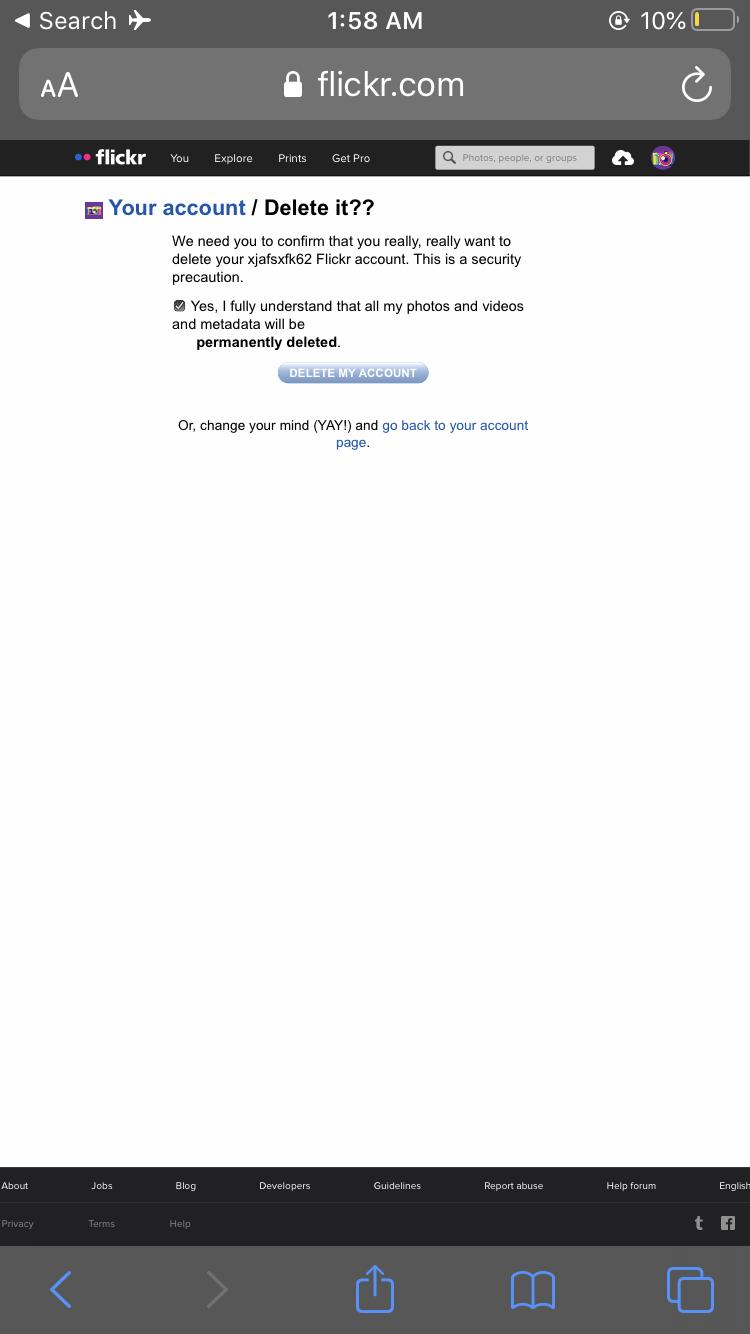 Search
1:58 AM
10%
AA
flickr.com
flickr
You
Explore
Prints
Get Pro
Photos, people, or groups
Your account / Delete it??
We need you to confirm that you really, really want to
delete your xjafsxfk62 Flickr account. This is a security
precaution.
Yes, I fully understand that all my photos and videos
and metadata will be
permanently deleted.
DELETE MY ACCOUNT
Or, change your mind (YAY!) and go back to your account
page.
About
Jobs
Blog
Developers
Guidelines
Report abuse
Help forum
English
Privacy
Terms
Help